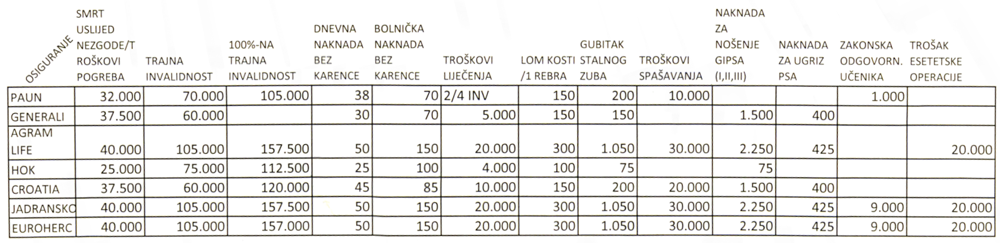 OSIGURANJE
SMRT
USLIJED
NEZGODE/T
ROŠKOVI
POGREBA
TRAJNA
INVALIDNOST
100%-NA
TRAJNA
INVALIDNOST
DNEVNA
NAKNADA
BEZ
KARENCE
BOLNIČKA
NAKNADA
BEZ
KARENCE
TROŠKOVI
LIJEČENJA
LOM KOSTI
/1 REBRA
GUBITAK
STALNOG
ZUBA
TROŠKOVI
SPAŠAVANJA
NAKNADA
ZA
NOŠENJE
GIPSA
(I,II,III)
NAKNADA
ZA UGRIZ
PSA
ZAKONSKA
ODGOVORN.
UČENIKA
TROŠAK
ESETETSKE
OPERACIJE
PAUN 32.000 70.000 105.000 38 70 2/4 INV 150 200 10.000 1.000
GENERALI 37.500 60.000 30 70 5.000 150 150 1.500 400
AGRAM
LIFE 40.000 105.000 157.500 50 150 20.000 300 1.050 30.000 2.250 425 20.000
HOK 25.000 75.000 112.500 25 100 4.000 100 75 75
CROATIA 37.500 60.000 120.000 45 85 10.000 150 200 20.000 1.500 400
JADRANSKO 40.000 105.000 157.500 50 150 20.000 300 1.050 30.000 2.250 425 9.000 20.000
EUROHERC 40.000 105.000 157.000 50 150 20.000 300 1.050 30.000 2.250 425 9.000 20.000